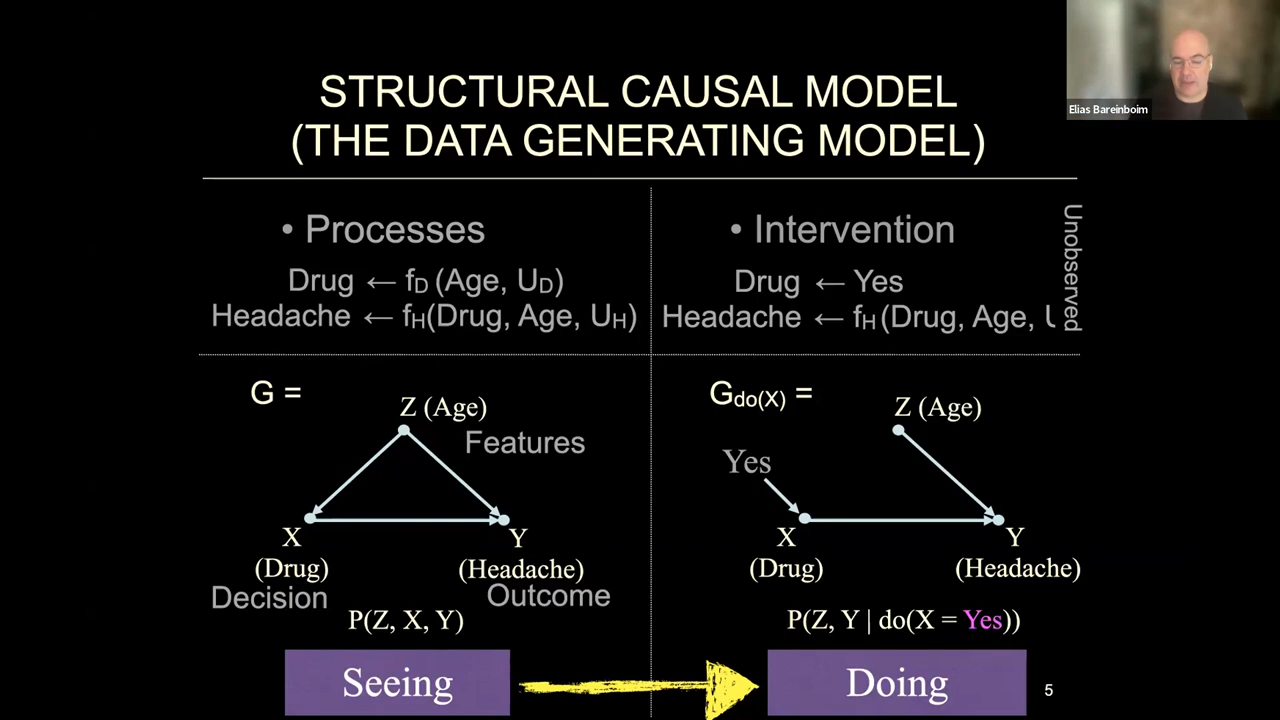 STRUCTURAL CAUSAL MODEL
(THE DATA GENERATING MODEL)
Elias Bareinboim
• Processes
Drug ← fD (Age, UD)
Headache ← fH(Drug, Age, UH)
• Intervention
Drug ← Yes
Headache ← fH (Drug, Age, U
Unobserved
G =
Z (Age)
Features
X
(Drug)
Decision
Y
(Headache)
Outcome
P(Z, X, Y)
Seeing
Gdo(X) =
Z (Age)
Yes
X
(Drug)
Y
(Headache)
P(Z, Y | do(X = Yes))
Doing
5